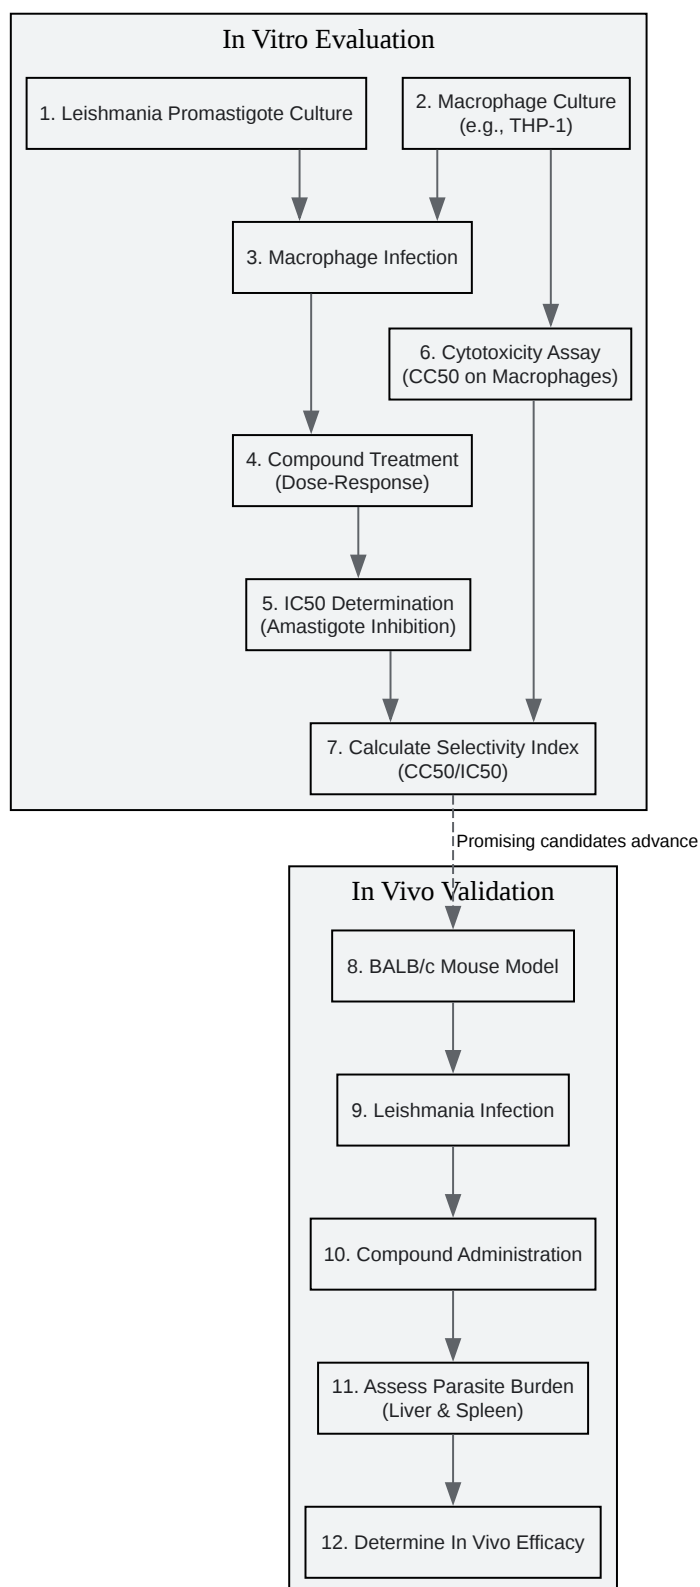 In Vitro Evaluation
1. Leishmania Promastigote Culture
2. Macrophage Culture
(e.g., THP-1)
3. Macrophage Infection
6. Cytotoxicity Assay
(CC50 on Macrophages)
4. Compound Treatment
(Dose-Response)
5. IC50 Determination
(Amastigote Inhibition)
7. Calculate Selectivity Index
(CC50/IC50)
Promising candidates advance
In Vivo Validation
8. BALB/c Mouse Model
9. Leishmania Infection
10. Compound Administration
11. Assess Parasite Burden
(Liver & Spleen)
12. Determine In Vivo Efficacy